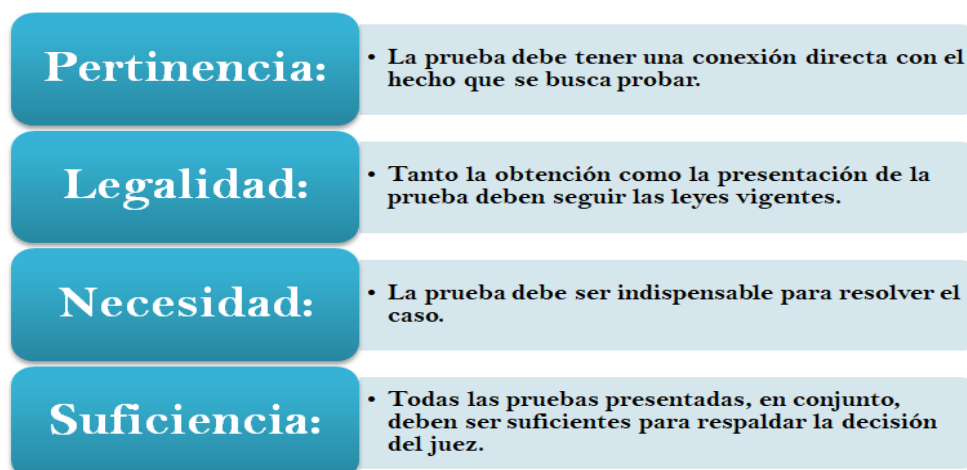 Pertinencia:
• La prueba debe tener una conexión directa con el
hecho que se busca probar.
Legalidad:
• Tanto la obtención como la presentación de la
prueba deben seguir las leyes vigentes.
Necesidad:
• La prueba debe ser indispensable para resolver el
caso.
Suficiencia:
• Todas las pruebas presentadas, en conjunto,
deben ser suficientes para respaldar la decisión
del juez.